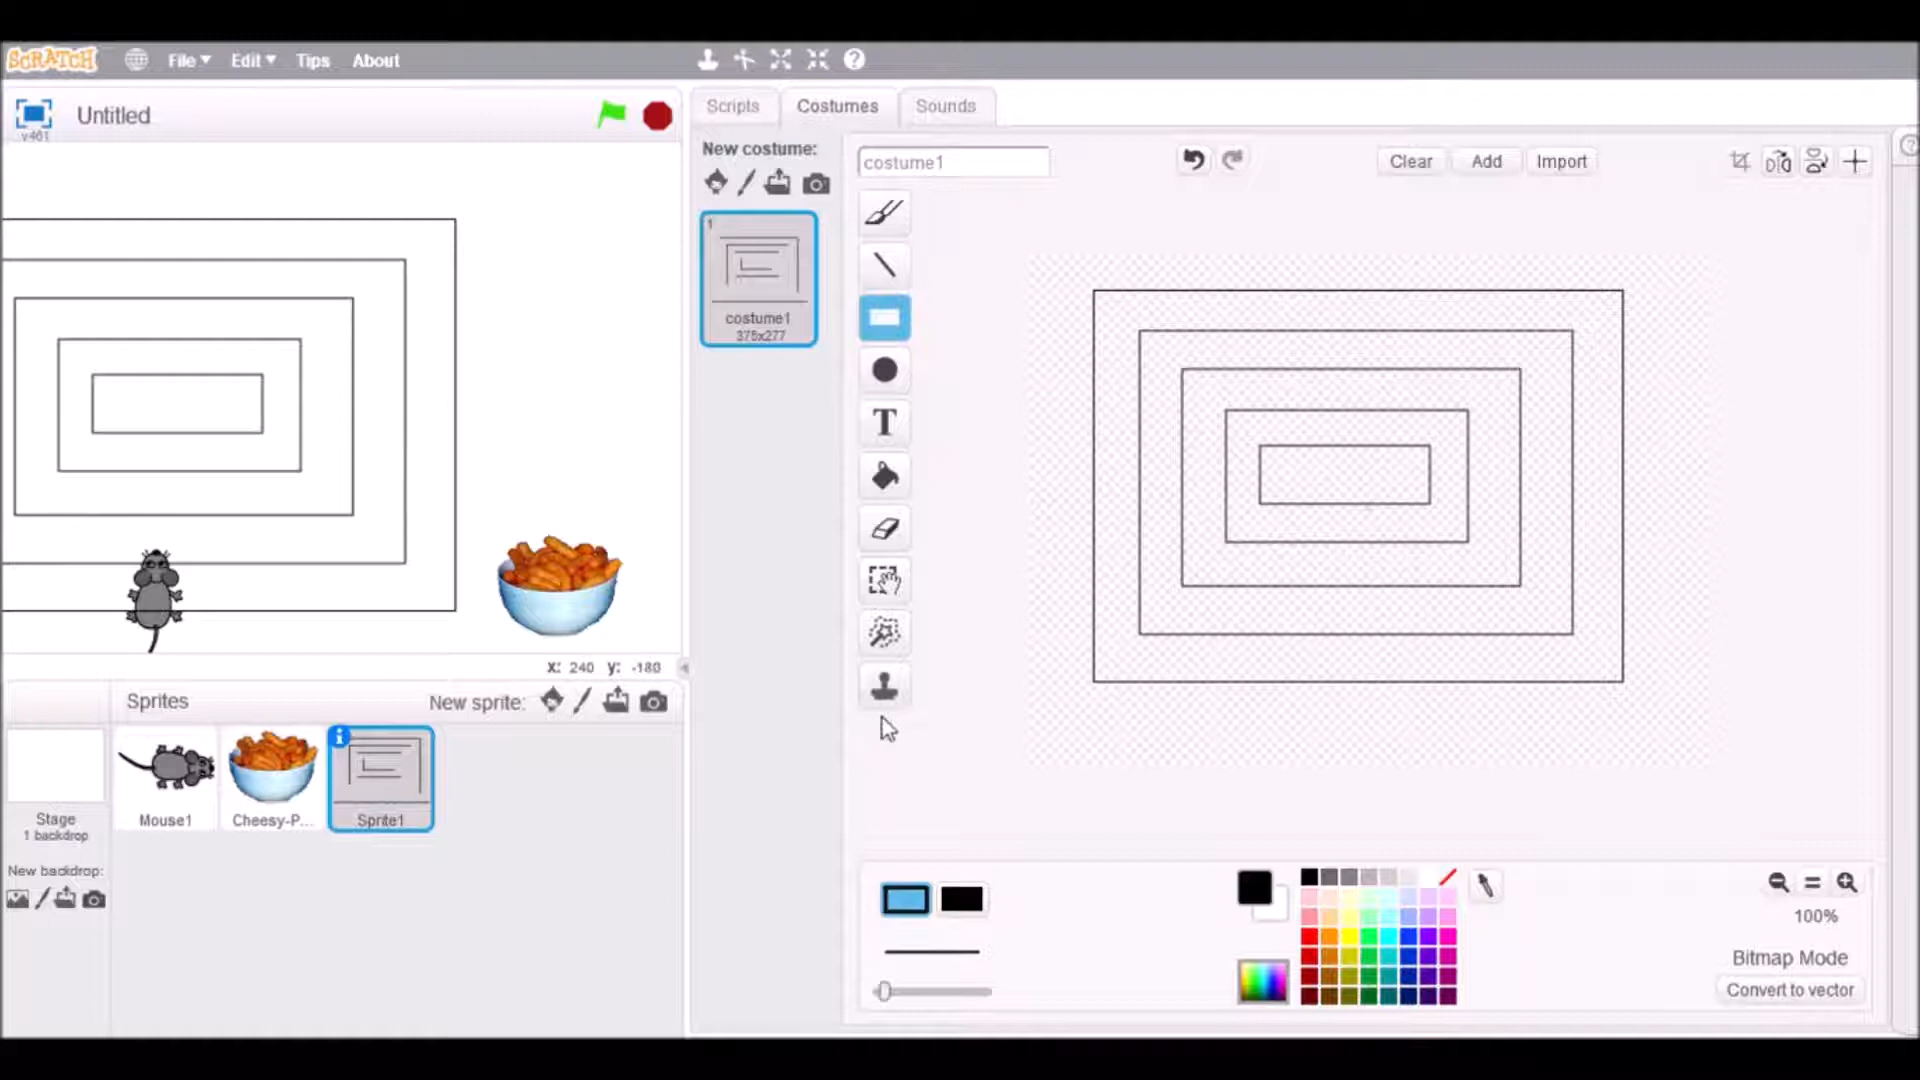 SCRATCH File Edit Tips About
v461 Untitled
Scripts Costumes Sounds
New costume:
costume1
Clear Add Import
1
costume1
375x277
T
X: 240 y: -180
Sprites New sprite:
Stage
1 backdrop
New backdrop:
Mouse1 Cheesy-P... Sprite1
100%
Bitmap Mode
Convert to vector